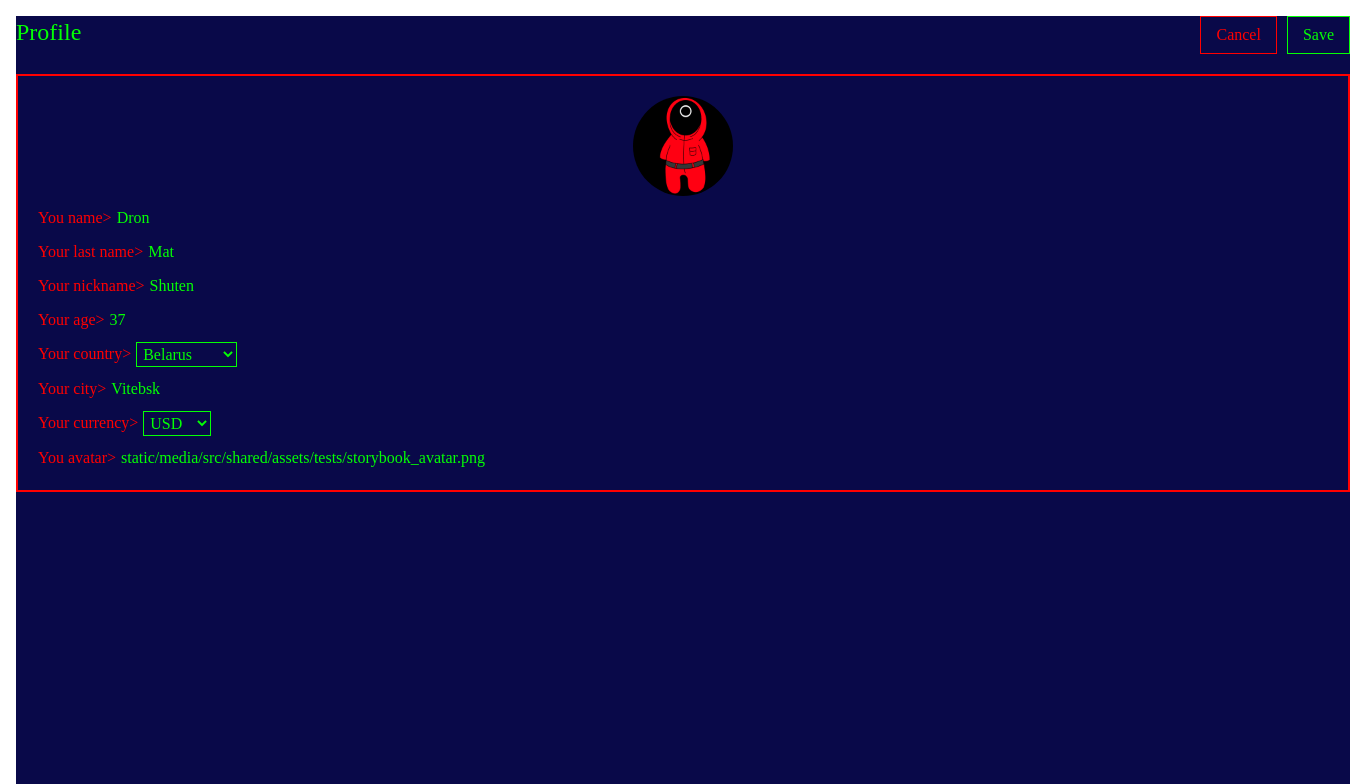 Profile
Cancel
Save
You name> Dron
Your last name> Mat
Your nickname> Shuten
Your age> 37
Your country> Belarus
Your city> Vitebsk
Your currency> USD
You avatar> static/media/src/shared/assets/tests/storybook_avatar.png